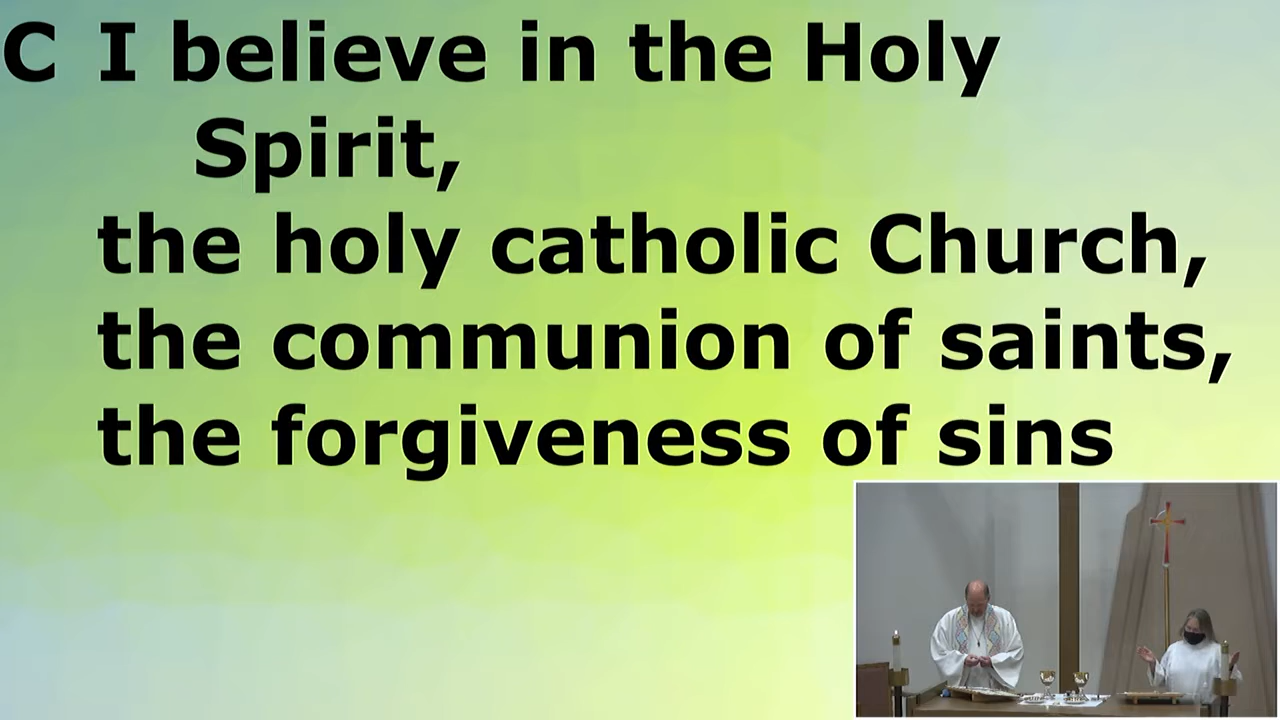 C I believe in the Holy
Spirit,
the holy catholic Church,
the communion of saints,
the forgiveness of sins